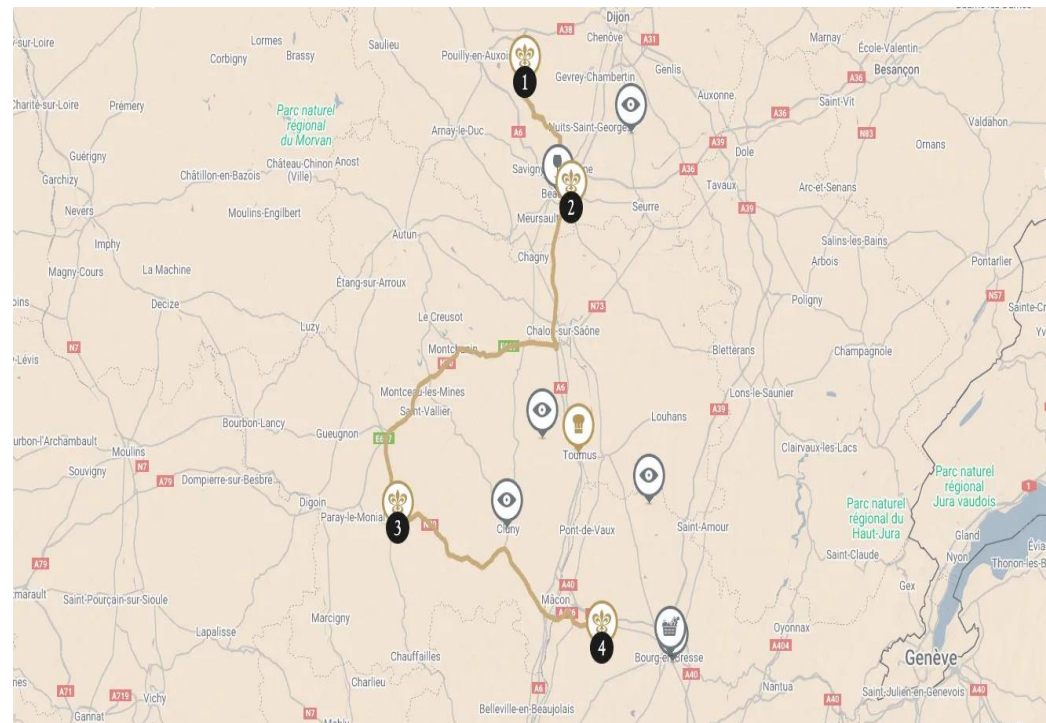 Dijon
A38
Lormes
Saulieu
Pouilly-en-Auxoi
Chenôve
A31
Marnay
École-Valentin
Corbigny
Brassy
Gevrey-Chambertin
Genlis
A36
Besançon
1
Charité-sur-Loire
Prémery
Parc naturel
régional
du Morvan
Auxonne
Saint-Vit
A36
Arnay-le-Duc
A6
Nuits-Saint-Georges
N83
Valdahon
Guérigny
Château-Chinon
(Ville)
Anost
A39
Dole
Ornans
Garchizy
Châtillon-en-Bazois
Savigny
A36
Tavaux
Arc-et-Senans
Nevers
Moulins-Engilbert
2
Seurre
A39
Meursault
Imphy
Autun
Salins-les-Bains
Chagny
Arbois
Pontarlier
Magny-Cours
La Machine
Étang-sur-Arroux
N57
Decize
N73
Poligny
Luzy
Le Creusot
Chalon-sur-Saône
N7
Bletterans
Champagnole
A6
Montceau-les-Mines
Lons-le-Saunier
Saint-Vallier
A39
Bourbon-Lancy
Gueugnon
Louhans
urbon-l'Archambault
Moulins
Tournus
Clairvaux-les-Lacs
Souvigny
N7
A79
Dompierre-sur-Besbre
Parc naturel
régional
Jura vaudois
1
Digoin
Paray-le-Monial
3
Cluny
Pont-de-Vaux
Saint-Amour
Parc naturel
régional du
Haut-Jura
Gland
Nyon
A79
Saint-Claude
Thonon-les-B
A40
Gex
marault
Saint-Pourçain-sur-Sioule
Mâcon
Marcigny
4
Oyonnax
Lapalisse
A404
Chauffailles
Bourg-en-Bresse
Genève
A40
Charlieu
A71
A719
Vichy
A6
Nantua
Saint-Julien-en-Genevois
A40
Gannat
N7
Belleville-en-Beaujolais
A40